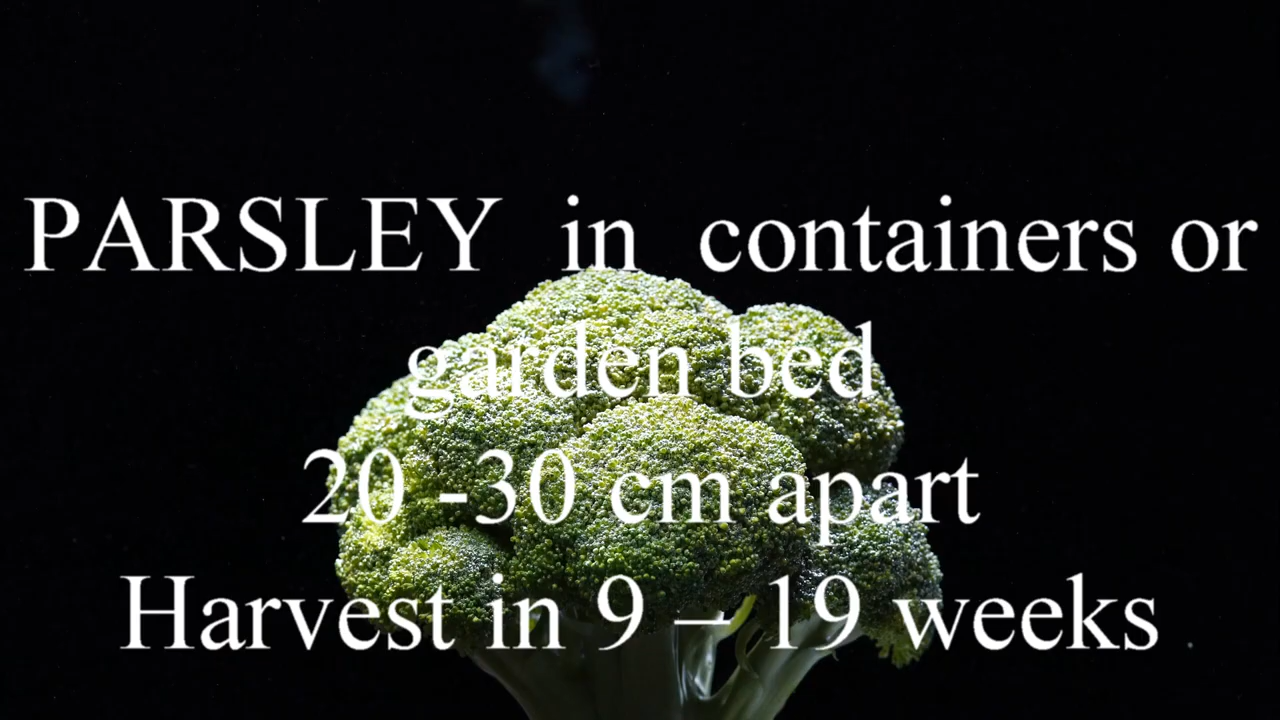 PARSLEY in containers or
garden bed
20 -30 cm apart
Harvest in 9 – 19 weeks